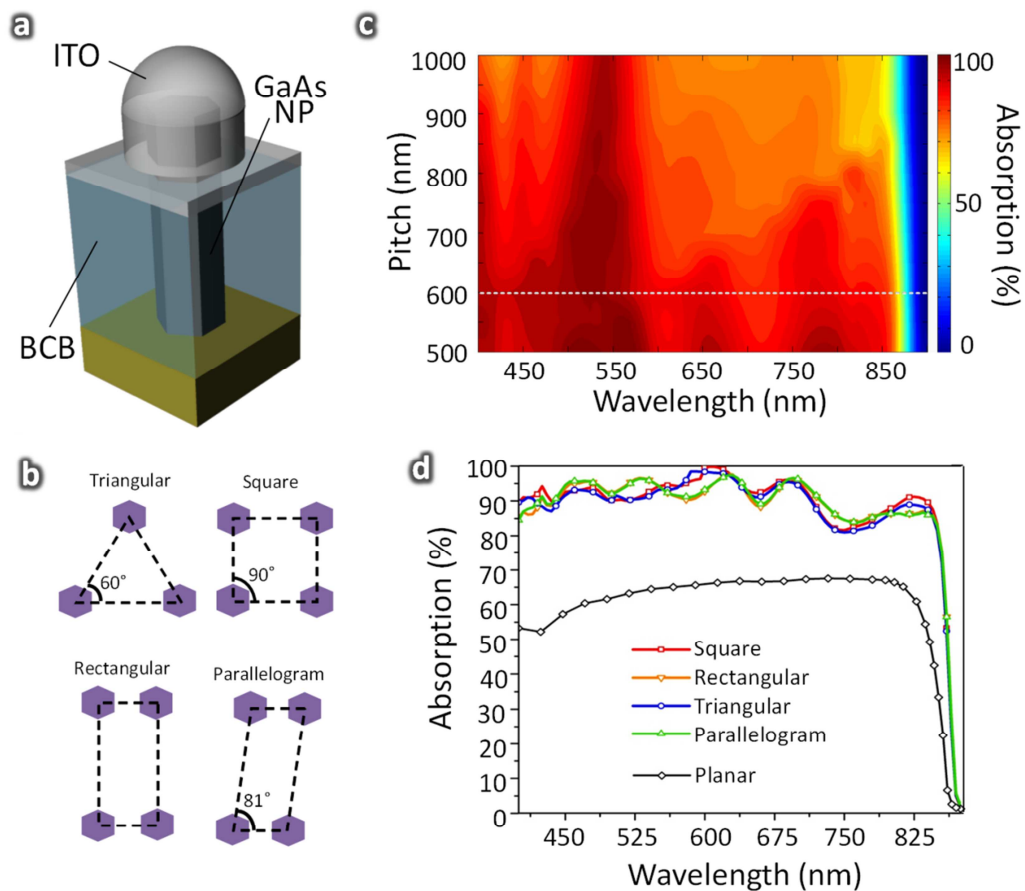 a
ITO
GaAs
NP
BCB
c
1000
900
800
700
600
500
450
550
650
750
850
Pitch (nm)
Wavelength (nm)
100
50
0
Absorption (%)
b
Triangular
60°
Square
90°
Rectangular
Parallelogram
81°
d
100
90
80
70
60
50
40
30
20
10
0
Absorption (%)
Square
Rectangular
Triangular
Parallelogram
Planar
450
525
600
675
750
825
Wavelength (nm)